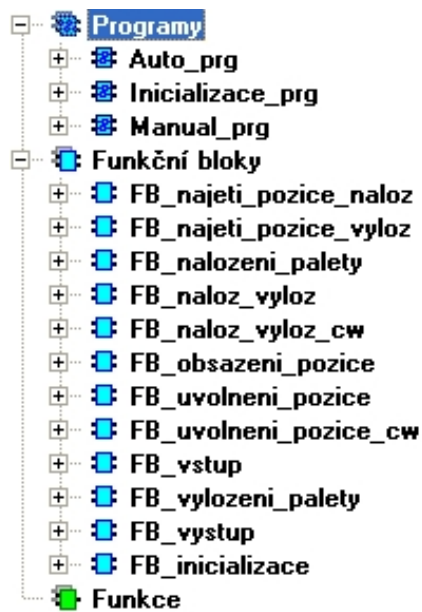 Programy
Auto_prg
Inicializace_prg
Manual_prg
Funkční bloky
FB_najeti_pozice_naloz
FB_najeti_pozice_vyloz
FB_nalozeni_palety
FB_naloz_vyloz
FB_naloz_vyloz_cw
FB_obsazeni_pozice
FB_uvolneni_pozice
FB_uvolneni_pozice_cw
FB_vstup
FB_vylozeni_palety
FB_vystup
FB_inicializace
Funkce